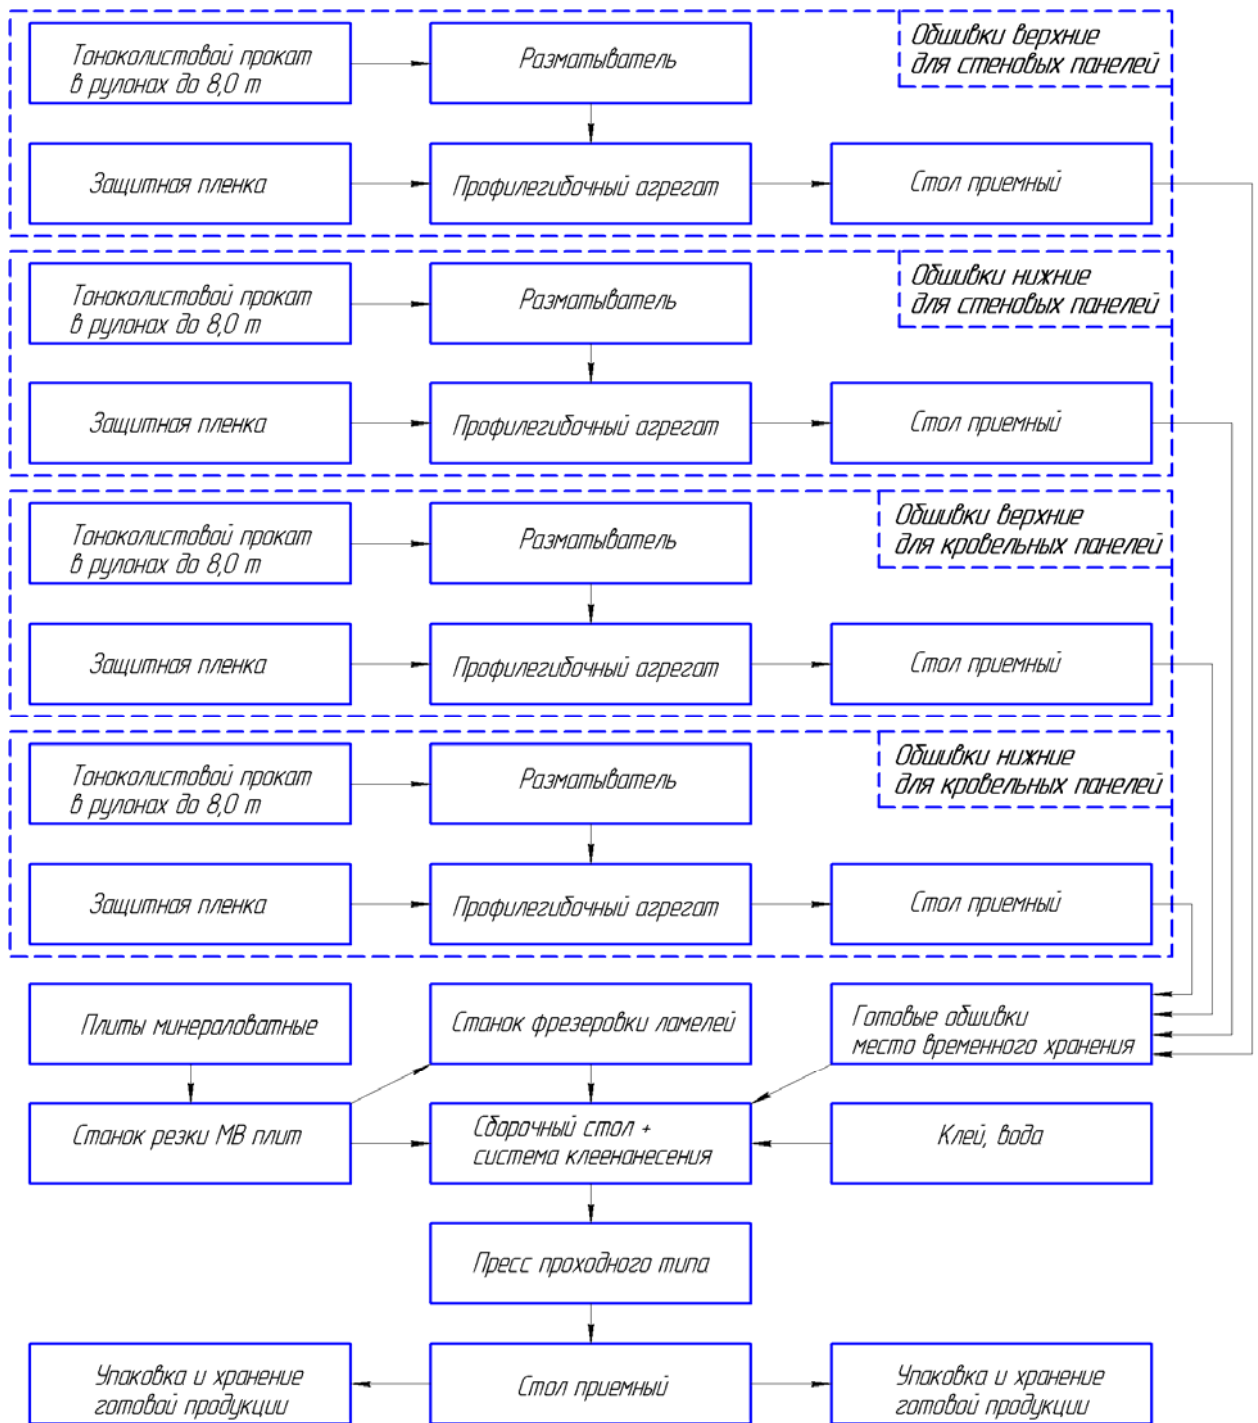 Тонколистовой прокат
в рулонах до 8,0 т
Разматыватель
Обшивки верхние
для стеновых панелей
Защитная пленка
Профилегибочный агрегат
Стол приемный
Тонколистовой прокат
в рулонах до 8,0 т
Разматыватель
Обшивки нижние
для стеновых панелей
Защитная пленка
Профилегибочный агрегат
Стол приемный
Тонколистовой прокат
в рулонах до 8,0 т
Разматыватель
Обшивки верхние
для кровельных панелей
Защитная пленка
Профилегибочный агрегат
Стол приемный
Тонколистовой прокат
в рулонах до 8,0 т
Разматыватель
Обшивки нижние
для кровельных панелей
Защитная пленка
Профилегибочный агрегат
Стол приемный
Плиты минераловатные
Станок фрезеровки ламелей
Готовые обшивки
место временного хранения
Станок резки МВ плит
Сборочный стол +
система клеенанесения
Клей, вода
Пресс проходного типа
Упаковка и хранение
готовой продукции
Стол приемный
Упаковка и хранение
готовой продукции